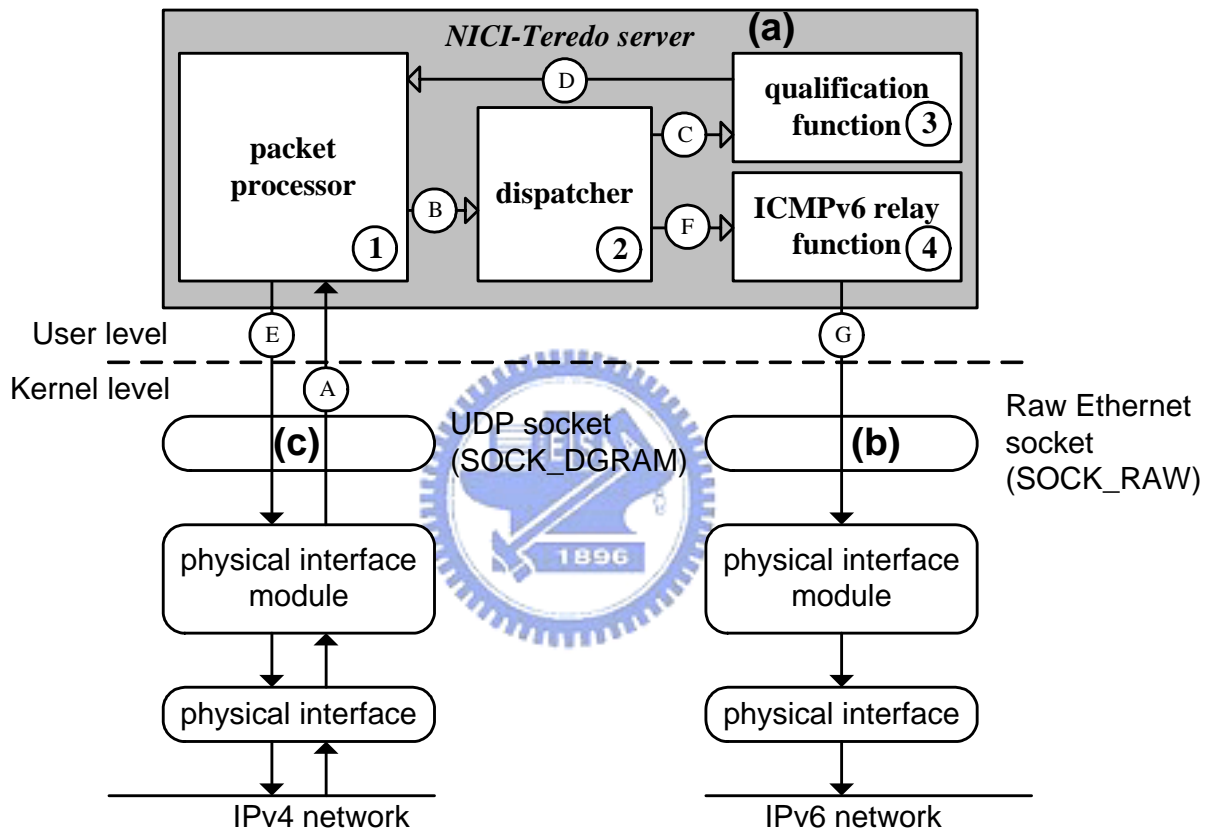 NICI-Teredo server
(a)
D
packet
processor
1
B
dispatcher
2
C
F
qualification
function
3
ICMPv6 relay
function
4
E
G
User level
Kernel level
A
(c)
UDP socket
(SOCK_DGRAM)
(b)
Raw Ethernet
socket
(SOCK_RAW)
physical interface
module
physical interface
module
1896
physical interface
physical interface
IPv4 network
IPv6 network